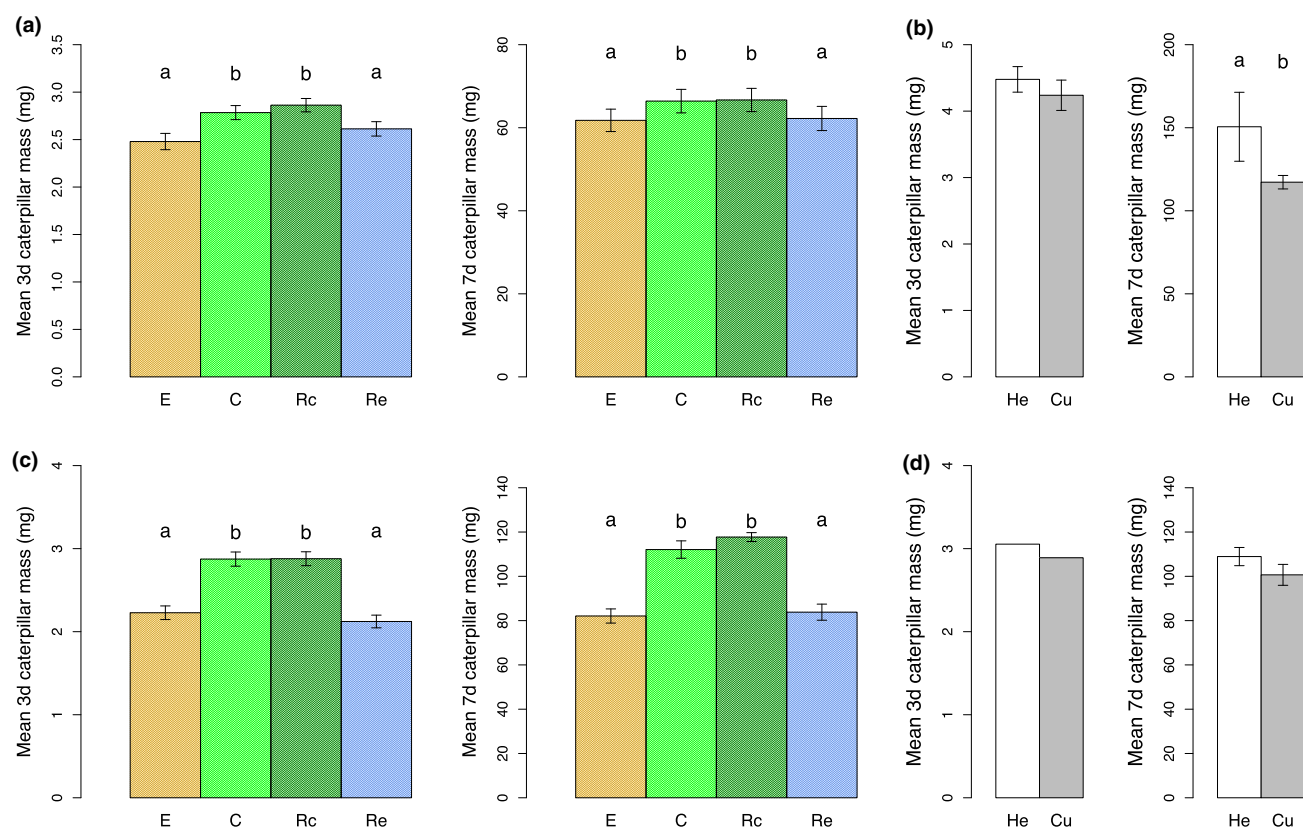 (a)
Mean 3d caterpillar mass (mg)
0.0 0.5 1.0 1.5 2.0 2.5 3.0 3.5
a b b a
E C Rc Re
Mean 7d caterpillar mass (mg)
0 20 40 60 80
a b b a
E C Rc Re
(b)
Mean 3d caterpillar mass (mg)
0 1 2 3 4 5
He Cu
Mean 7d caterpillar mass (mg)
0 50 100 150 200
a b
He Cu
(c)
Mean 3d caterpillar mass (mg)
0 1 2 3 4
a b b a
E C Rc Re
Mean 7d caterpillar mass (mg)
0 20 40 60 80 100 120 140
a b b a
E C Rc Re
(d)
Mean 3d caterpillar mass (mg)
0 1 2 3 4
He Cu
Mean 7d caterpillar mass (mg)
0 20 40 60 80 100 120 140
He Cu